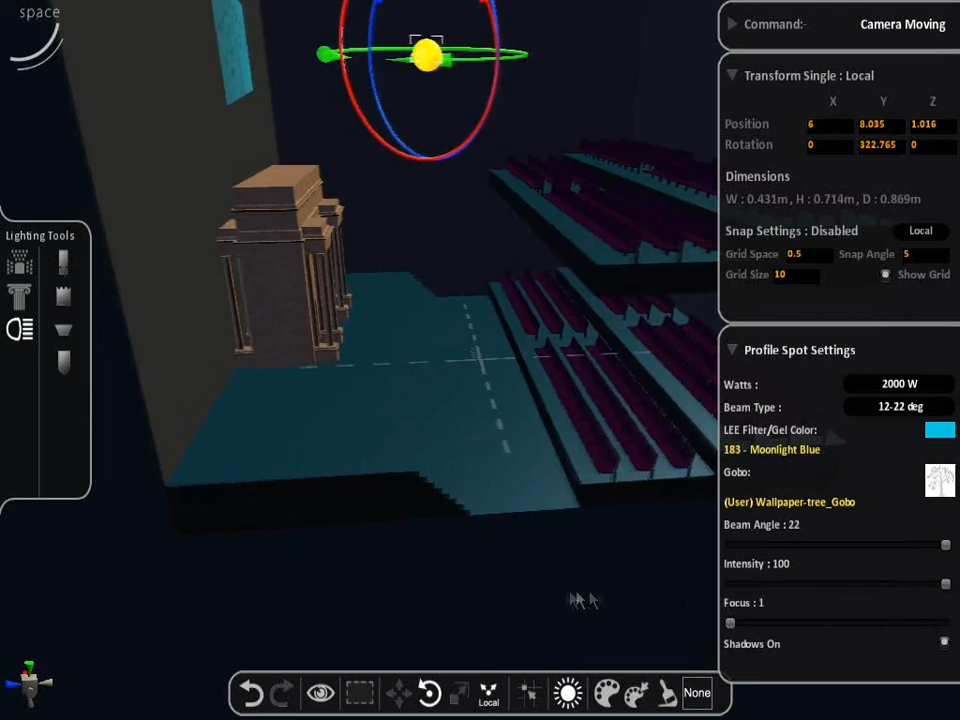 space
Command:
Camera Moving
Transform Single : Local
X Y Z
Position 6 8.035 1.016
Rotation 0 322.765 0
Dimensions
W : 0.431m, H : 0.714m, D : 0.869m
Snap Settings : Disabled Local
Grid Space 0.5 Snap Angle 5
Grid Size 10 Show Grid
Lighting Tools
Profile Spot Settings
Watts : 2000 W
Beam Type : 12-22 deg
LEE Filter/Gel Color:
183 - Moonlight Blue
Gobo:
(User) Wallpaper-tree_Gobo
Beam Angle : 22
Intensity : 100
Focus : 1
Shadows On
Local
None